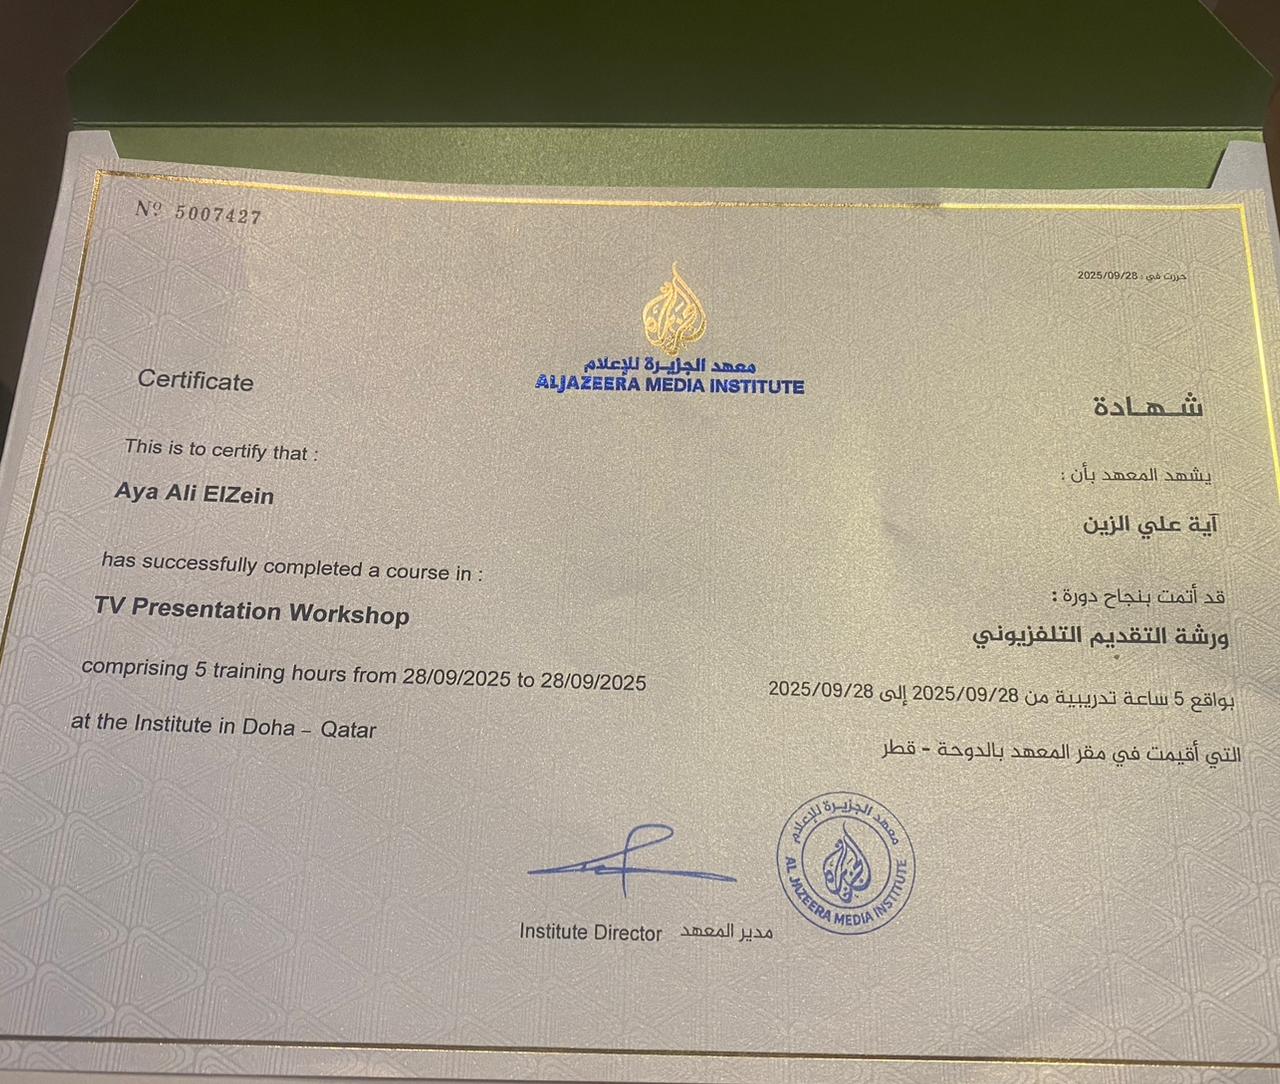 Nº 5007427
حررت في : 2025/09/28
معهد الجزيرة للإعلام
ALJAZEERA MEDIA INSTITUTE
Certificate
This is to certify that :
Aya Ali ElZein
has successfully completed a course in :
TV Presentation Workshop
comprising 5 training hours from 28/09/2025 to 28/09/2025
at the Institute in Doha – Qatar
شهادة
يشهد المعهد بأن :
آية علي الزين
قد أتمت بنجاح دورة :
ورشة التقديم التلفزيوني
بواقع 5 ساعة تدريبية من 2025/09/28 إلى 2025/09/28
التي أقيمت في مقر المعهد بالدوحة - قطر
Institute Director مدير المعهد
معهد الجزيرة للإعلام
الجزيرة
AL JAZEERA MEDIA INSTITUTE